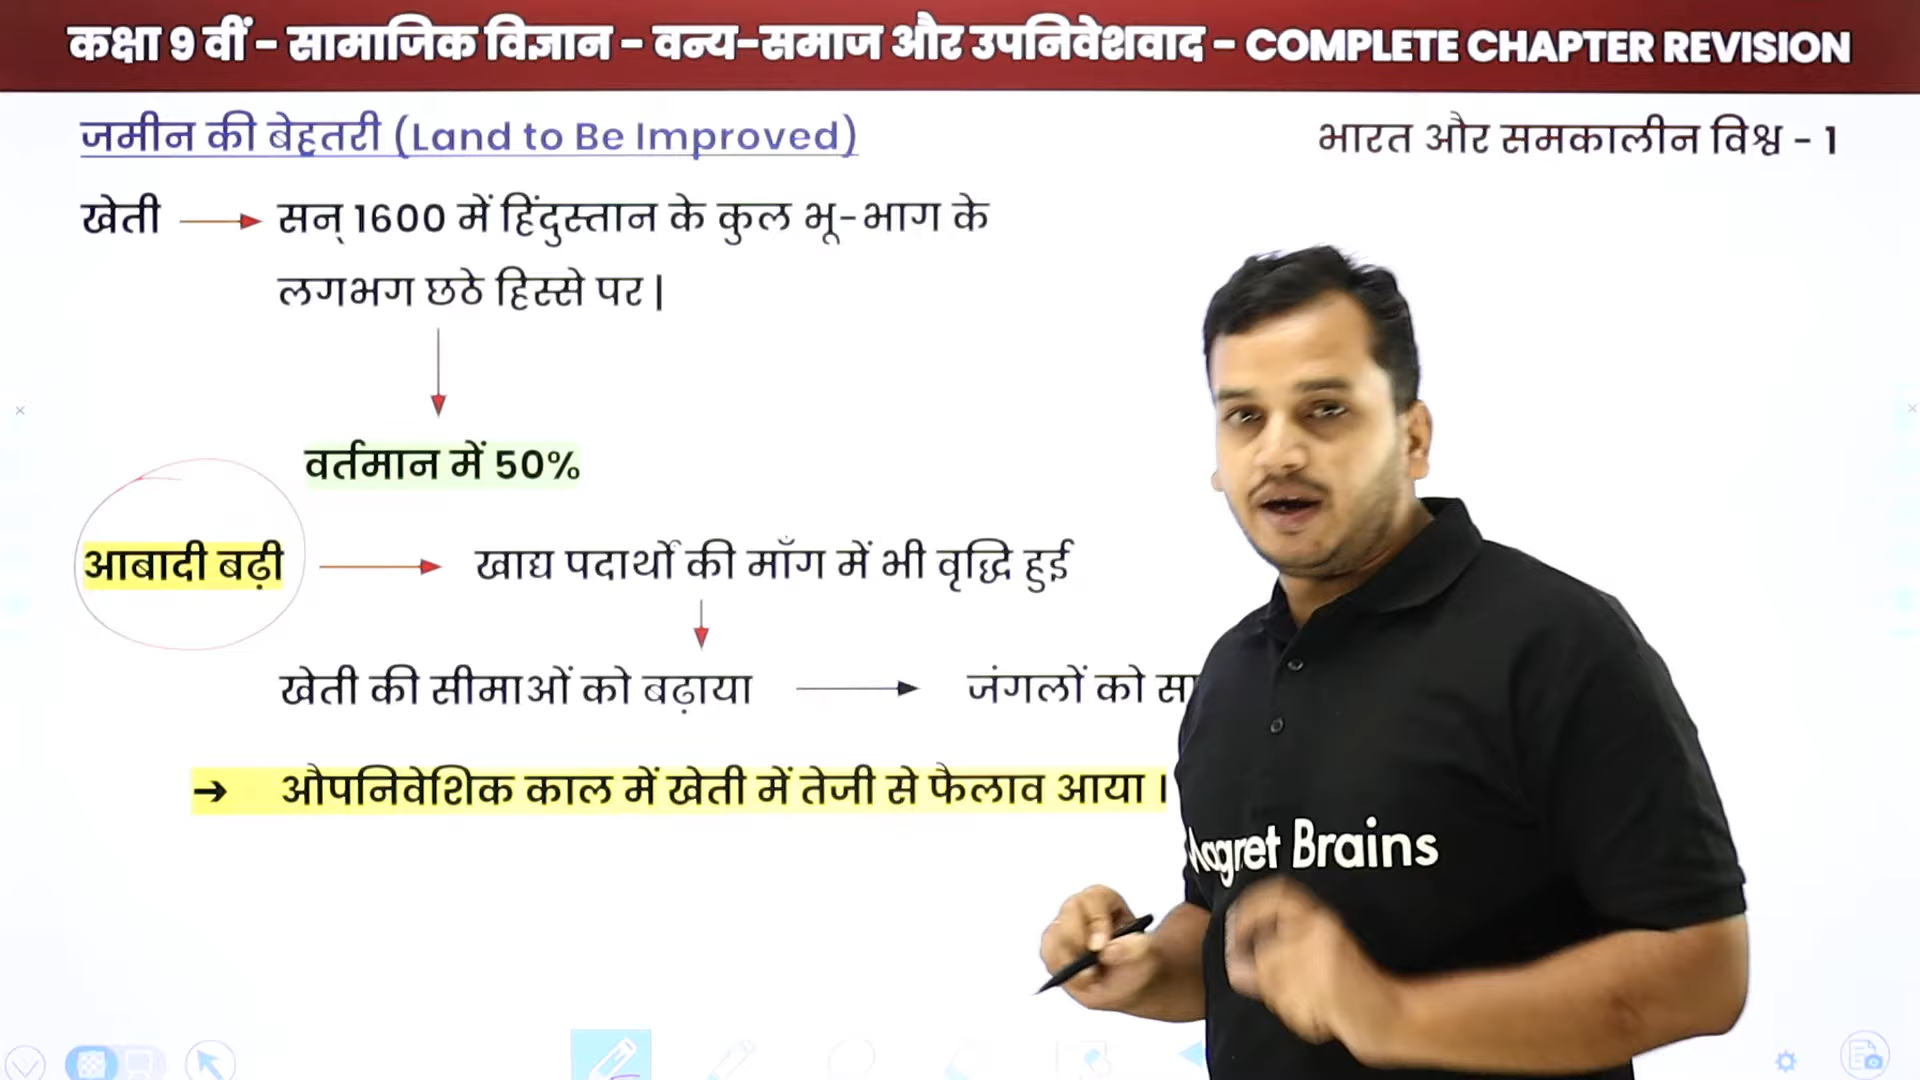 कक्षा 9 वीं - सामाजिक विज्ञान - वन्य-समाज और उपनिवेशवाद - COMPLETE CHAPTER REVISION
जमीन की बेहतरी (Land to Be Improved)
भारत और समकालीन विश्व - 1
खेती
सन् 1600 में हिंदुस्तान के कुल भू-भाग के
लगभग छठे हिस्से पर |
वर्तमान में 50%
आबादी बढ़ी
खाद्य पदार्थों की माँग में भी वृद्धि हुई
खेती की सीमाओं को बढ़ाया
जंगलों को
➔ औपनिवेशिक काल में खेती में तेजी से फैलाव आया ।
Brains